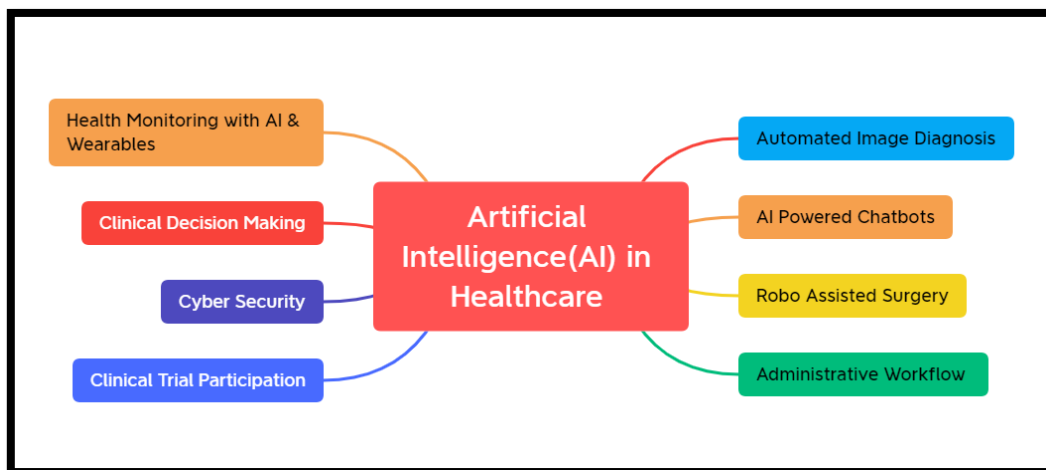 Health Monitoring with AI &
Wearables
Clinical Decision Making
Cyber Security
Clinical Trial Participation
Artificial
Intelligence(AI) in
Healthcare
Automated Image Diagnosis
AI Powered Chatbots
Robo Assisted Surgery
Administrative Workflow